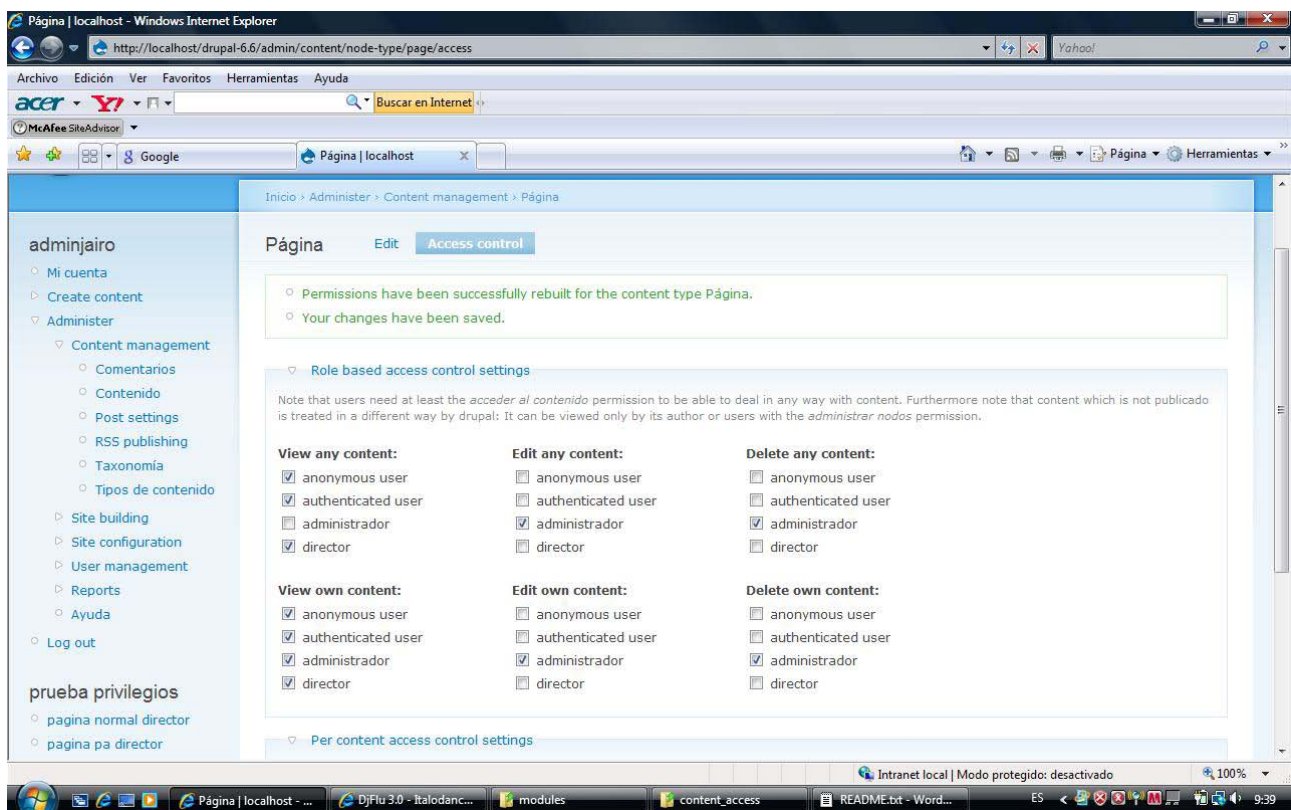 Página | localhost - Windows Internet Explorer
http://localhost/drupal-6.6/admin/content/node-type/page/access
Yahoo!
Archivo Edición Ver Favoritos Herramientas Ayuda
acer Y! Buscar en Internet
McAfee SiteAdvisor
Google Página | localhost Página Herramientas
Inicio › Administer › Content management › Página
adminjairo
Mi cuenta
Create content
Administer
Content management
Comentarios
Contenido
Post settings
RSS publishing
Taxonomía
Tipos de contenido
Site building
Site configuration
User management
Reports
Ayuda
Log out
prueba privilegios
pagina normal director
pagina pa director
Página Edit Access control
Permissions have been successfully rebuilt for the content type Página.
Your changes have been saved.
Role based access control settings
Note that users need at least the acceder al contenido permission to be able to deal in any way with content. Furthermore note that content which is not publicado
is treated in a different way by drupal: It can be viewed only by its author or users with the administrar nodos permission.
View any content: Edit any content: Delete any content:
anonymous user anonymous user anonymous user
authenticated user authenticated user authenticated user
administrador administrador administrador
director director director
View own content: Edit own content: Delete own content:
anonymous user anonymous user anonymous user
authenticated user authenticated user authenticated user
administrador administrador administrador
director director director
Per content access control settings
Intranet local | Modo protegido: desactivado 100%
Página | localhost - ... DjFlu 3.0 - Italodanc... modules content_access README.txt - Word... ES 9:39